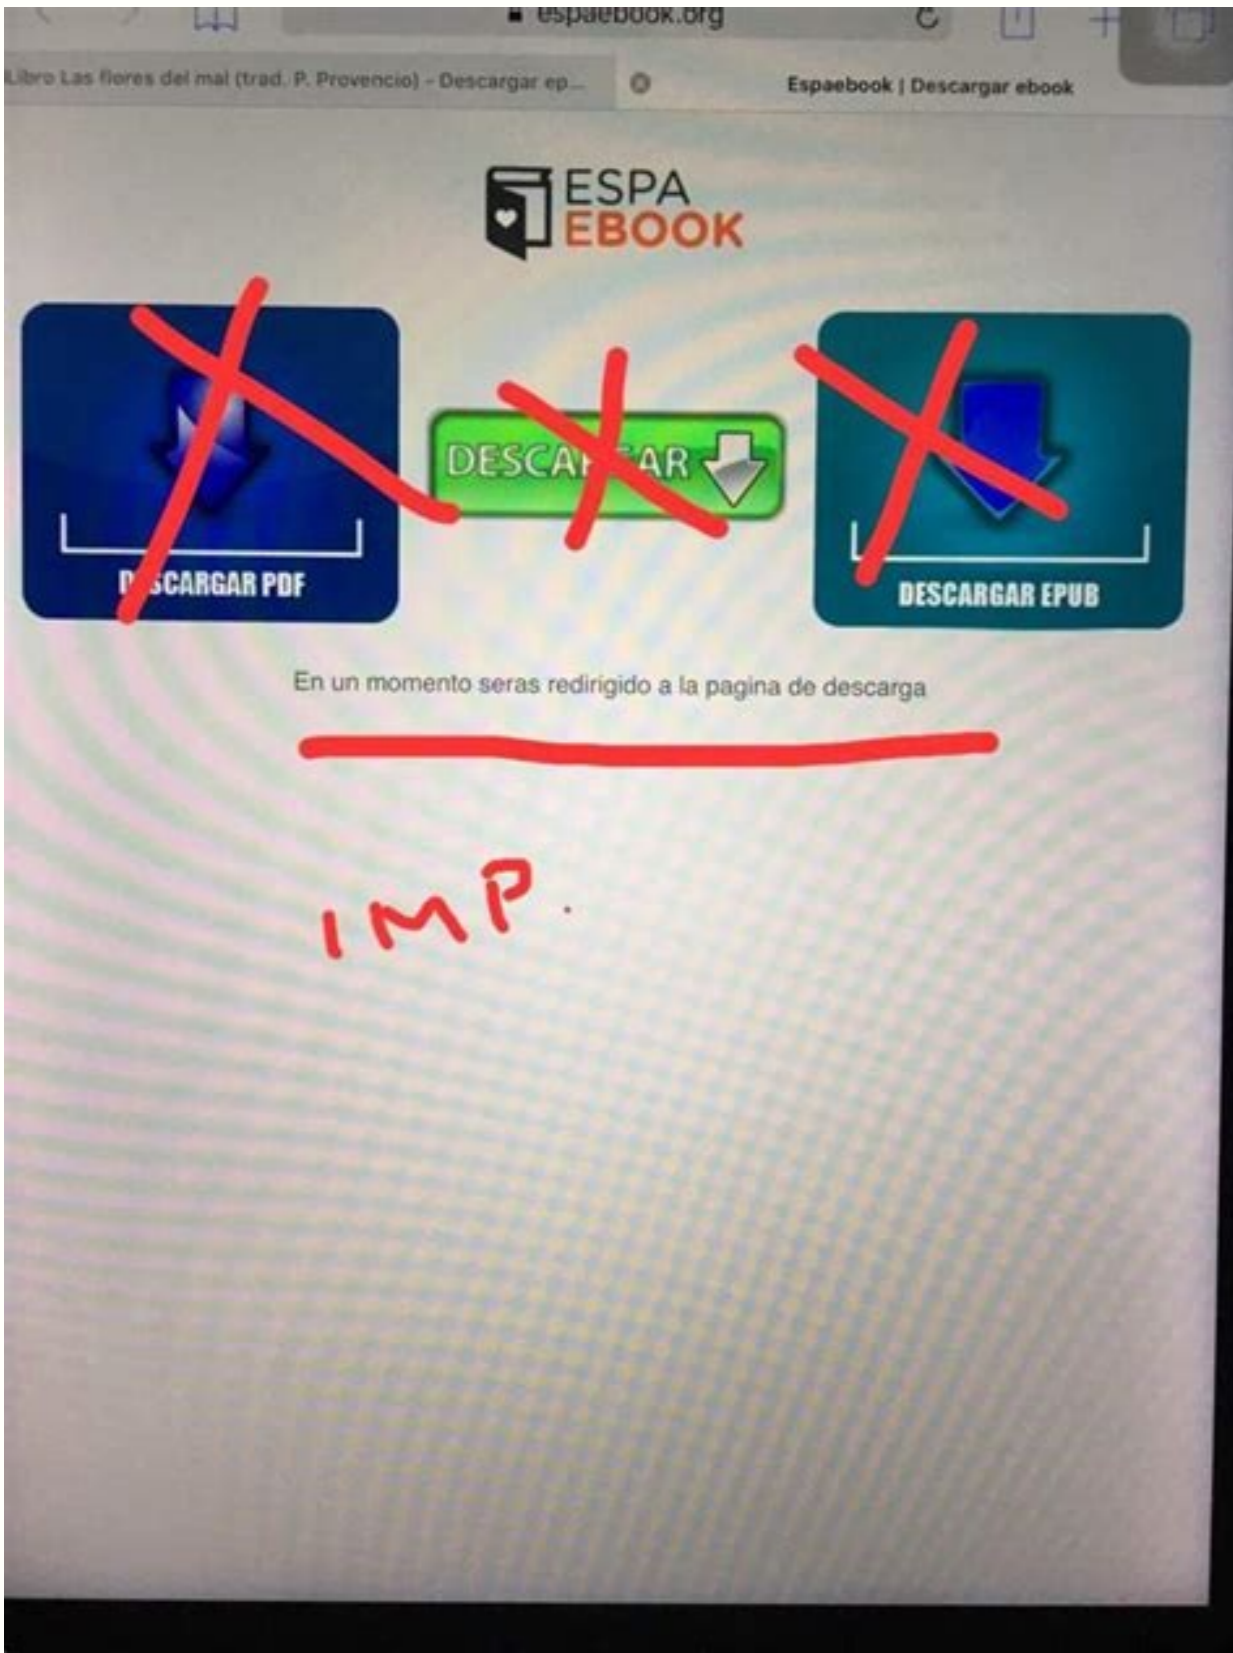 espaebook.org
Libro Las flores del mal (trad. P. Provencio) - Descargar ep...
Espaebook | Descargar ebook
ESPA
EBOOK
DESCARGAR
DESCARGAR PDF
DESCARGAR EPUB
En un momento seras redirigido a la pagina de descarga
IMP.